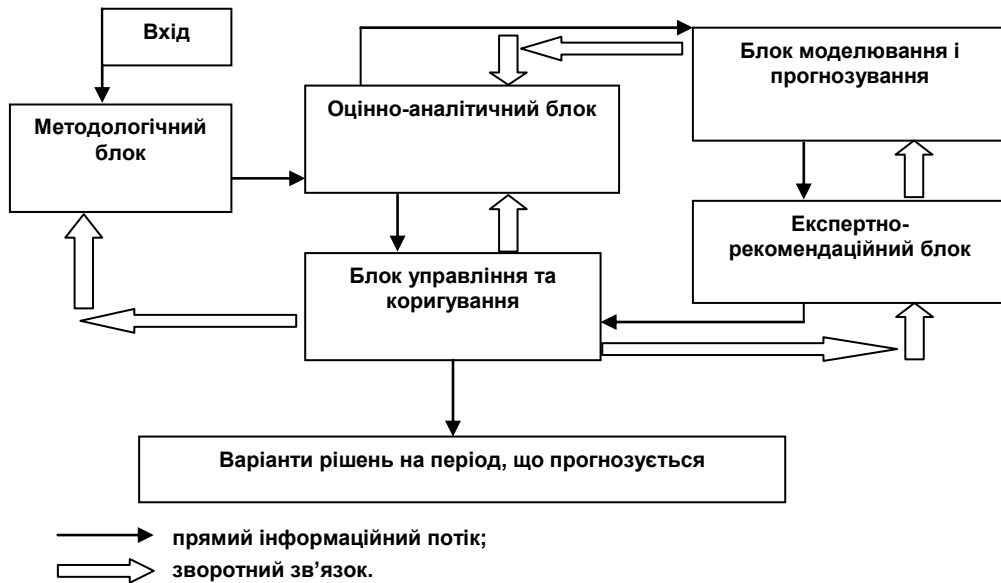 Вхід
Блок моделювання і
прогнозування
Оцінно-аналітичний блок
Методологічний
блок
Експертно-
рекомендаційний блок
Блок управління та
коригування
Варіанти рішень на період, що прогнозується
прямий інформаційний потік;
зворотний зв'язок.